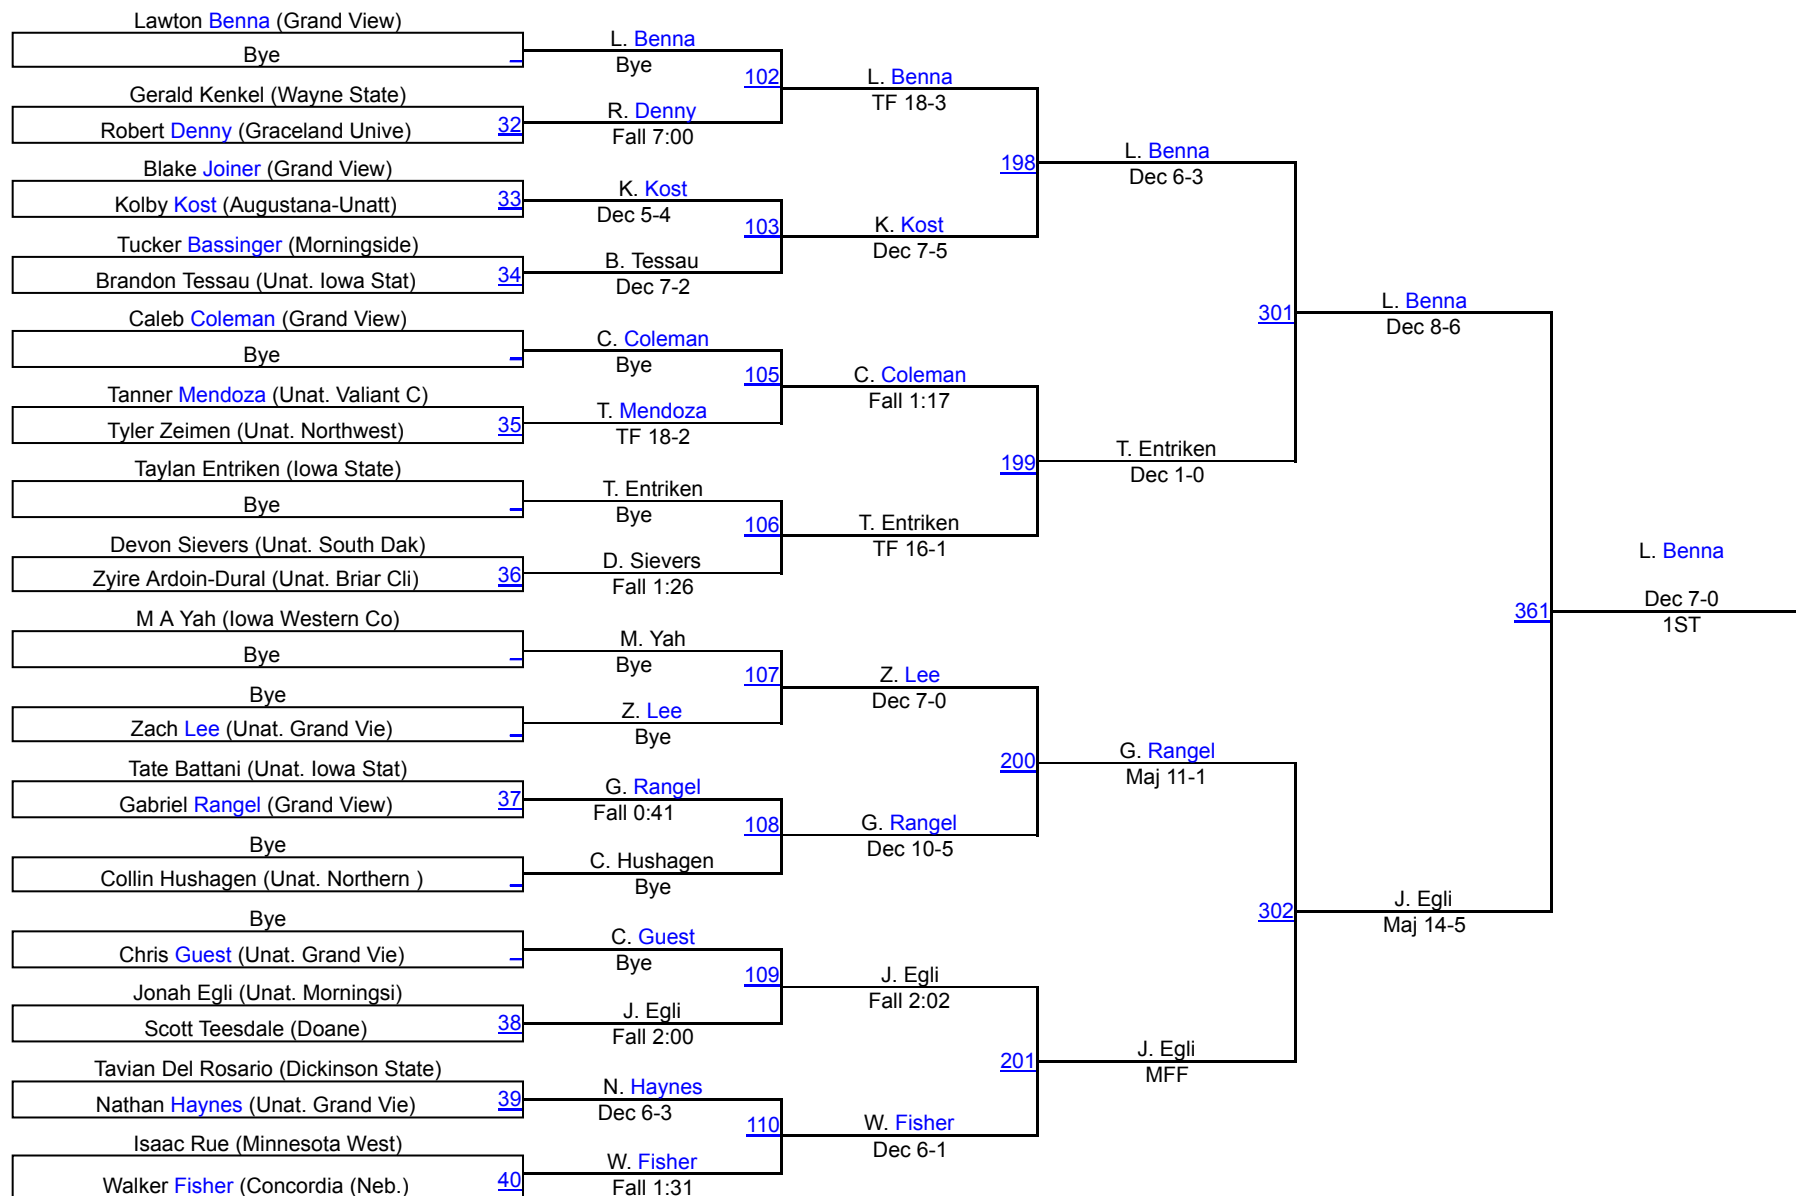 Lawton Benna (Grand View)
Bye
Gerald Kenkel (Wayne State)
Robert Denny (Graceland Unive)
32
Blake Joiner (Grand View)
Kolby Kost (Augustana-Unatt)
33
Tucker Bassinger (Morningside)
Brandon Tessau (Unat. Iowa Stat)
34
Caleb Coleman (Grand View)
Bye
Tanner Mendoza (Unat. Valiant C)
Tyler Zeimen (Unat. Northwest)
35
Taylan Entriken (Iowa State)
Bye
Devon Sievers (Unat. South Dak)
Zyire Ardoin-Dural (Unat. Briar Cli)
36
M A Yah (Iowa Western Co)
Bye
Bye
Zach Lee (Unat. Grand Vie)
Tate Battani (Unat. Iowa Stat)
Gabriel Rangel (Grand View)
37
Bye
Collin Hushagen (Unat. Northern )
Bye
Chris Guest (Unat. Grand Vie)
Jonah Egli (Unat. Morningsi)
Scott Teesdale (Doane)
38
Tavian Del Rosario (Dickinson State)
Nathan Haynes (Unat. Grand Vie)
39
Isaac Rue (Minnesota West)
Walker Fisher (Concordia (Neb.)
40
L. Benna
Bye
102
R. Denny
Fall 7:00
K. Kost
Dec 5-4
103
B. Tessau
Dec 7-2
C. Coleman
Bye
105
T. Mendoza
TF 18-2
T. Entriken
Bye
106
D. Sievers
Fall 1:26
M. Yah
Bye
107
Z. Lee
Bye
G. Rangel
Fall 0:41
108
C. Hushagen
Bye
C. Guest
Bye
109
J. Egli
Fall 2:00
N. Haynes
Dec 6-3
110
W. Fisher
Fall 1:31
L. Benna
TF 18-3
198
K. Kost
Dec 7-5
C. Coleman
Fall 1:17
199
T. Entriken
TF 16-1
Z. Lee
Dec 7-0
200
G. Rangel
Dec 10-5
J. Egli
Fall 2:02
201
W. Fisher
Dec 6-1
L. Benna
Dec 6-3
301
T. Entriken
Dec 1-0
G. Rangel
Maj 11-1
302
J. Egli
MFF
L. Benna
Dec 8-6
361
J. Egli
Maj 14-5
L. Benna
Dec 7-0
1ST